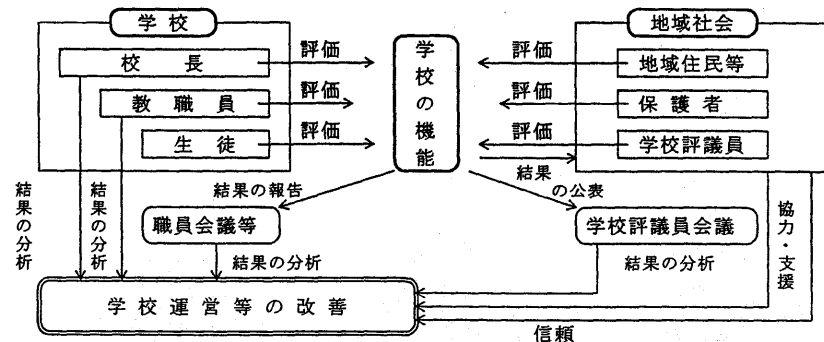 学校
地域社会
校長
評価
学校の機能
評価
地域住民等
教職員
評価
評価
保護者
生徒
評価
評価
学校評議員
結果の分析
結果の分析
結果の報告
結果
の公表
協力・支援
職員会議等
学校評議員会議
結果の分析
結果の分析
学校運営等の改善
信頼